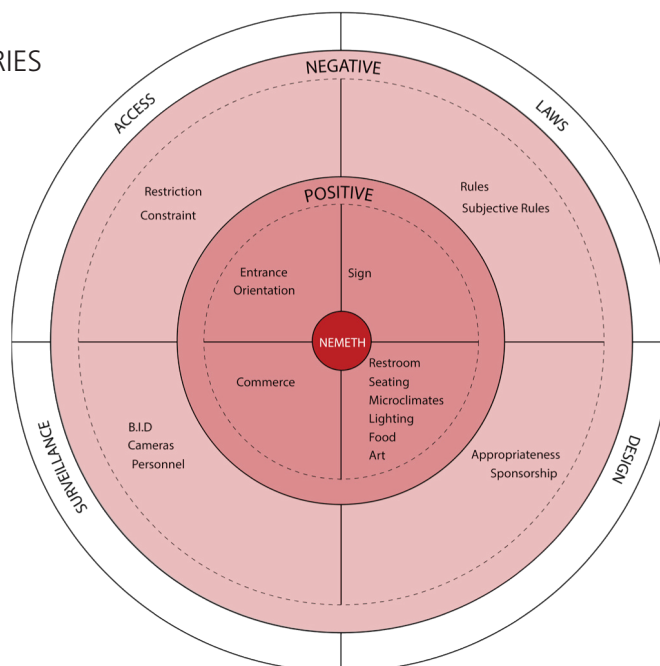 RIES
NEGATIVE
ACCESS
LAWS
Restriction
Constraint
Rules
Subjective Rules
POSITIVE
Entrance
Orientation
Sign
NEMETH
Commerce
Restroom
Seating
Microclimates
Lighting
Food
Art
B.I.D
Cameras
Personnel
Appropriateness
Sponsorship
SURVEILLANCE
DESIGN